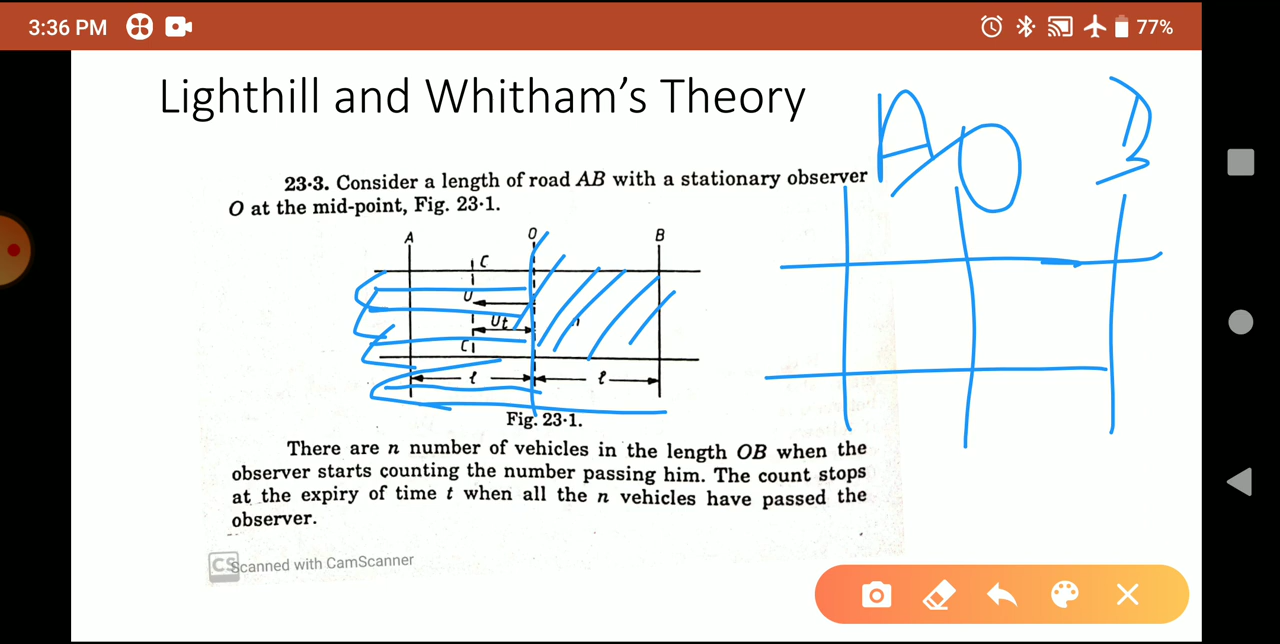 3:36 PM
77%
Lighthill and Whitham's Theory
A O B
23·3. Consider a length of road AB with a stationary observer
O at the mid-point, Fig. 23·1.
A O B
C
U
Ut
C
n
l l
Fig. 23·1.
There are n number of vehicles in the length OB when the
observer starts counting the number passing him. The count stops
at the expiry of time t when all the n vehicles have passed the
observer.
CS Scanned with CamScanner